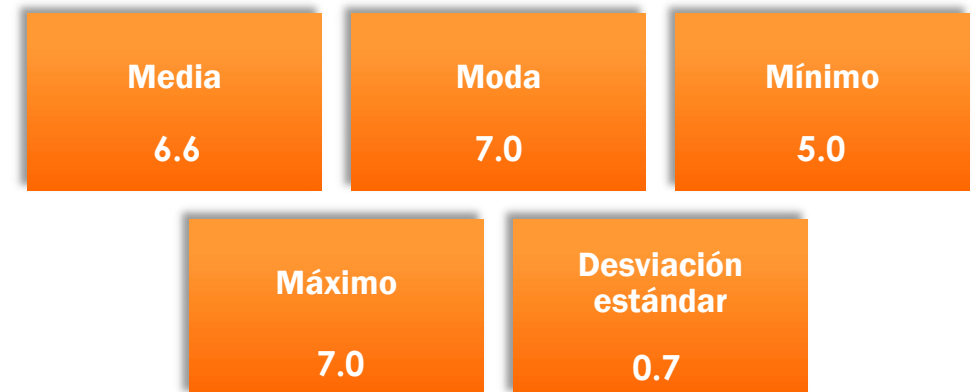 Media
6.6
Moda
7.0
Mínimo
5.0
Máximo
7.0
Desviación
estándar
0.7